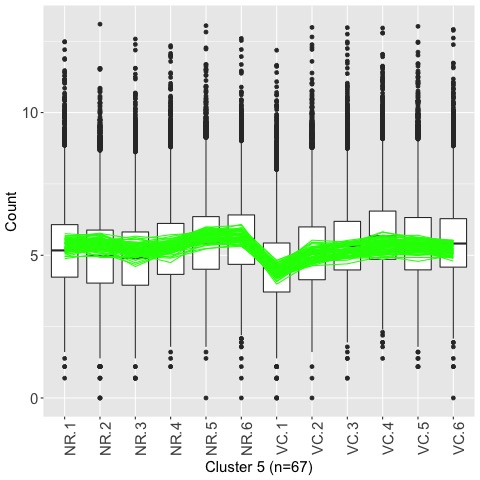 Count
10
5
0
NR.1
NR.2
NR.3
NR.4
NR.5
NR.6
VC.1
VC.2
VC.3
VC.4
VC.5
VC.6
Cluster 5 (n=67)